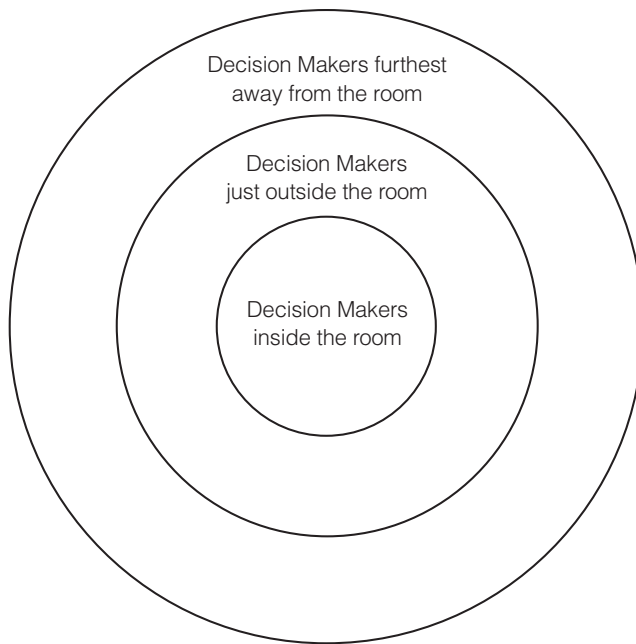 Decision Makers furthest
away from the room
Decision Makers
just outside the room
Decision Makers
inside the room